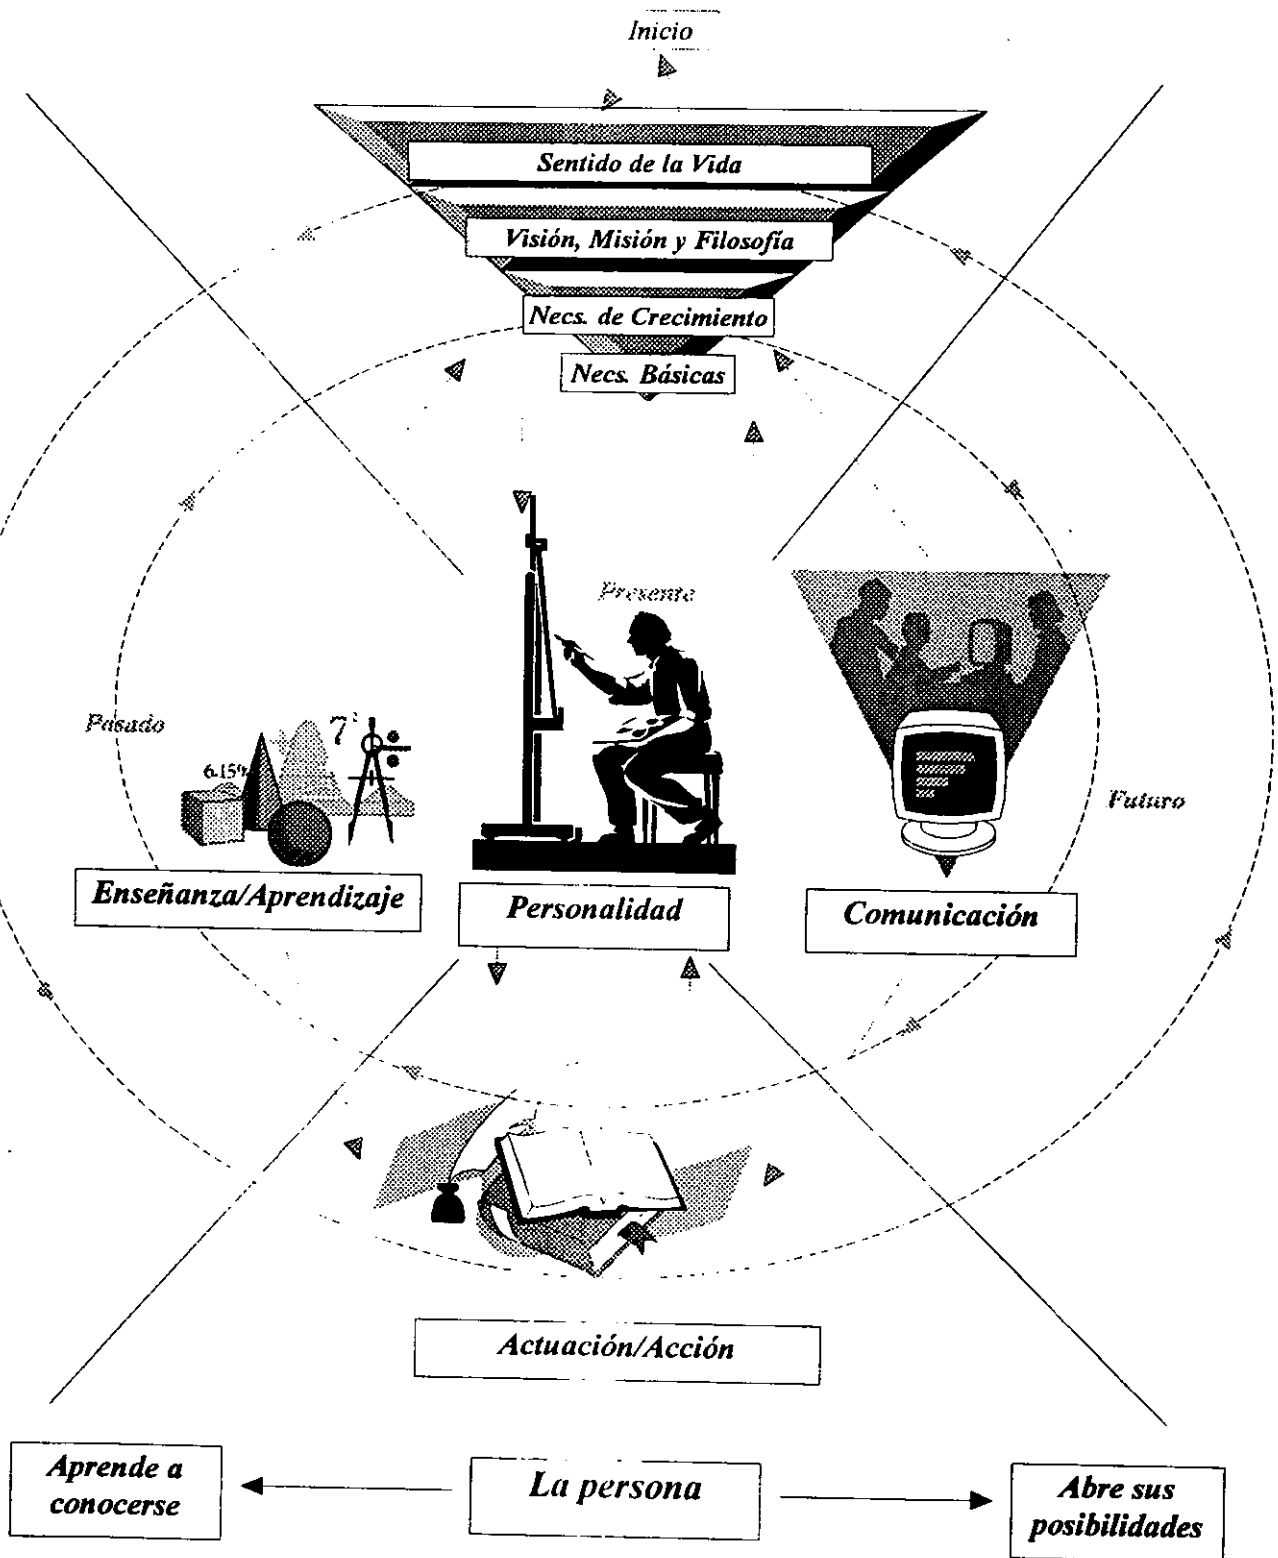 Inicio
Sentido de la Vida
Visión, Misión y Filosofía
Necs. de Crecimiento
Necs. Básicas
Presente
Pasado
7²
6.15%
Futuro
Enseñanza/Aprendizaje
Personalidad
Comunicación
Actuación/Acción
Aprende a
conocerse
La persona
Abre sus
posibilidades